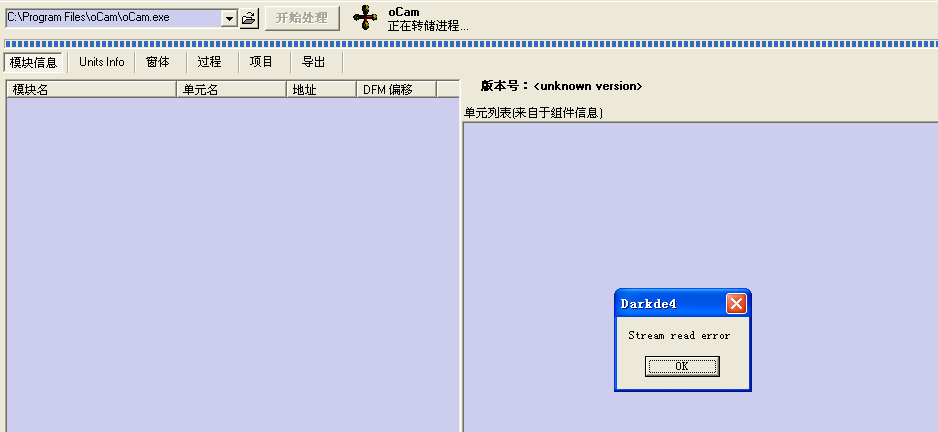 C:\Program Files\oCam\oCam.exe
开始处理
oCam
正在转储进程...
模块信息
Units Info
窗体
过程
项目
导出
模块名
单元名
地址
DFM 偏移
版本号：<unknown version>
单元列表(来自于组件信息)
Darkde4
Stream read error
OK